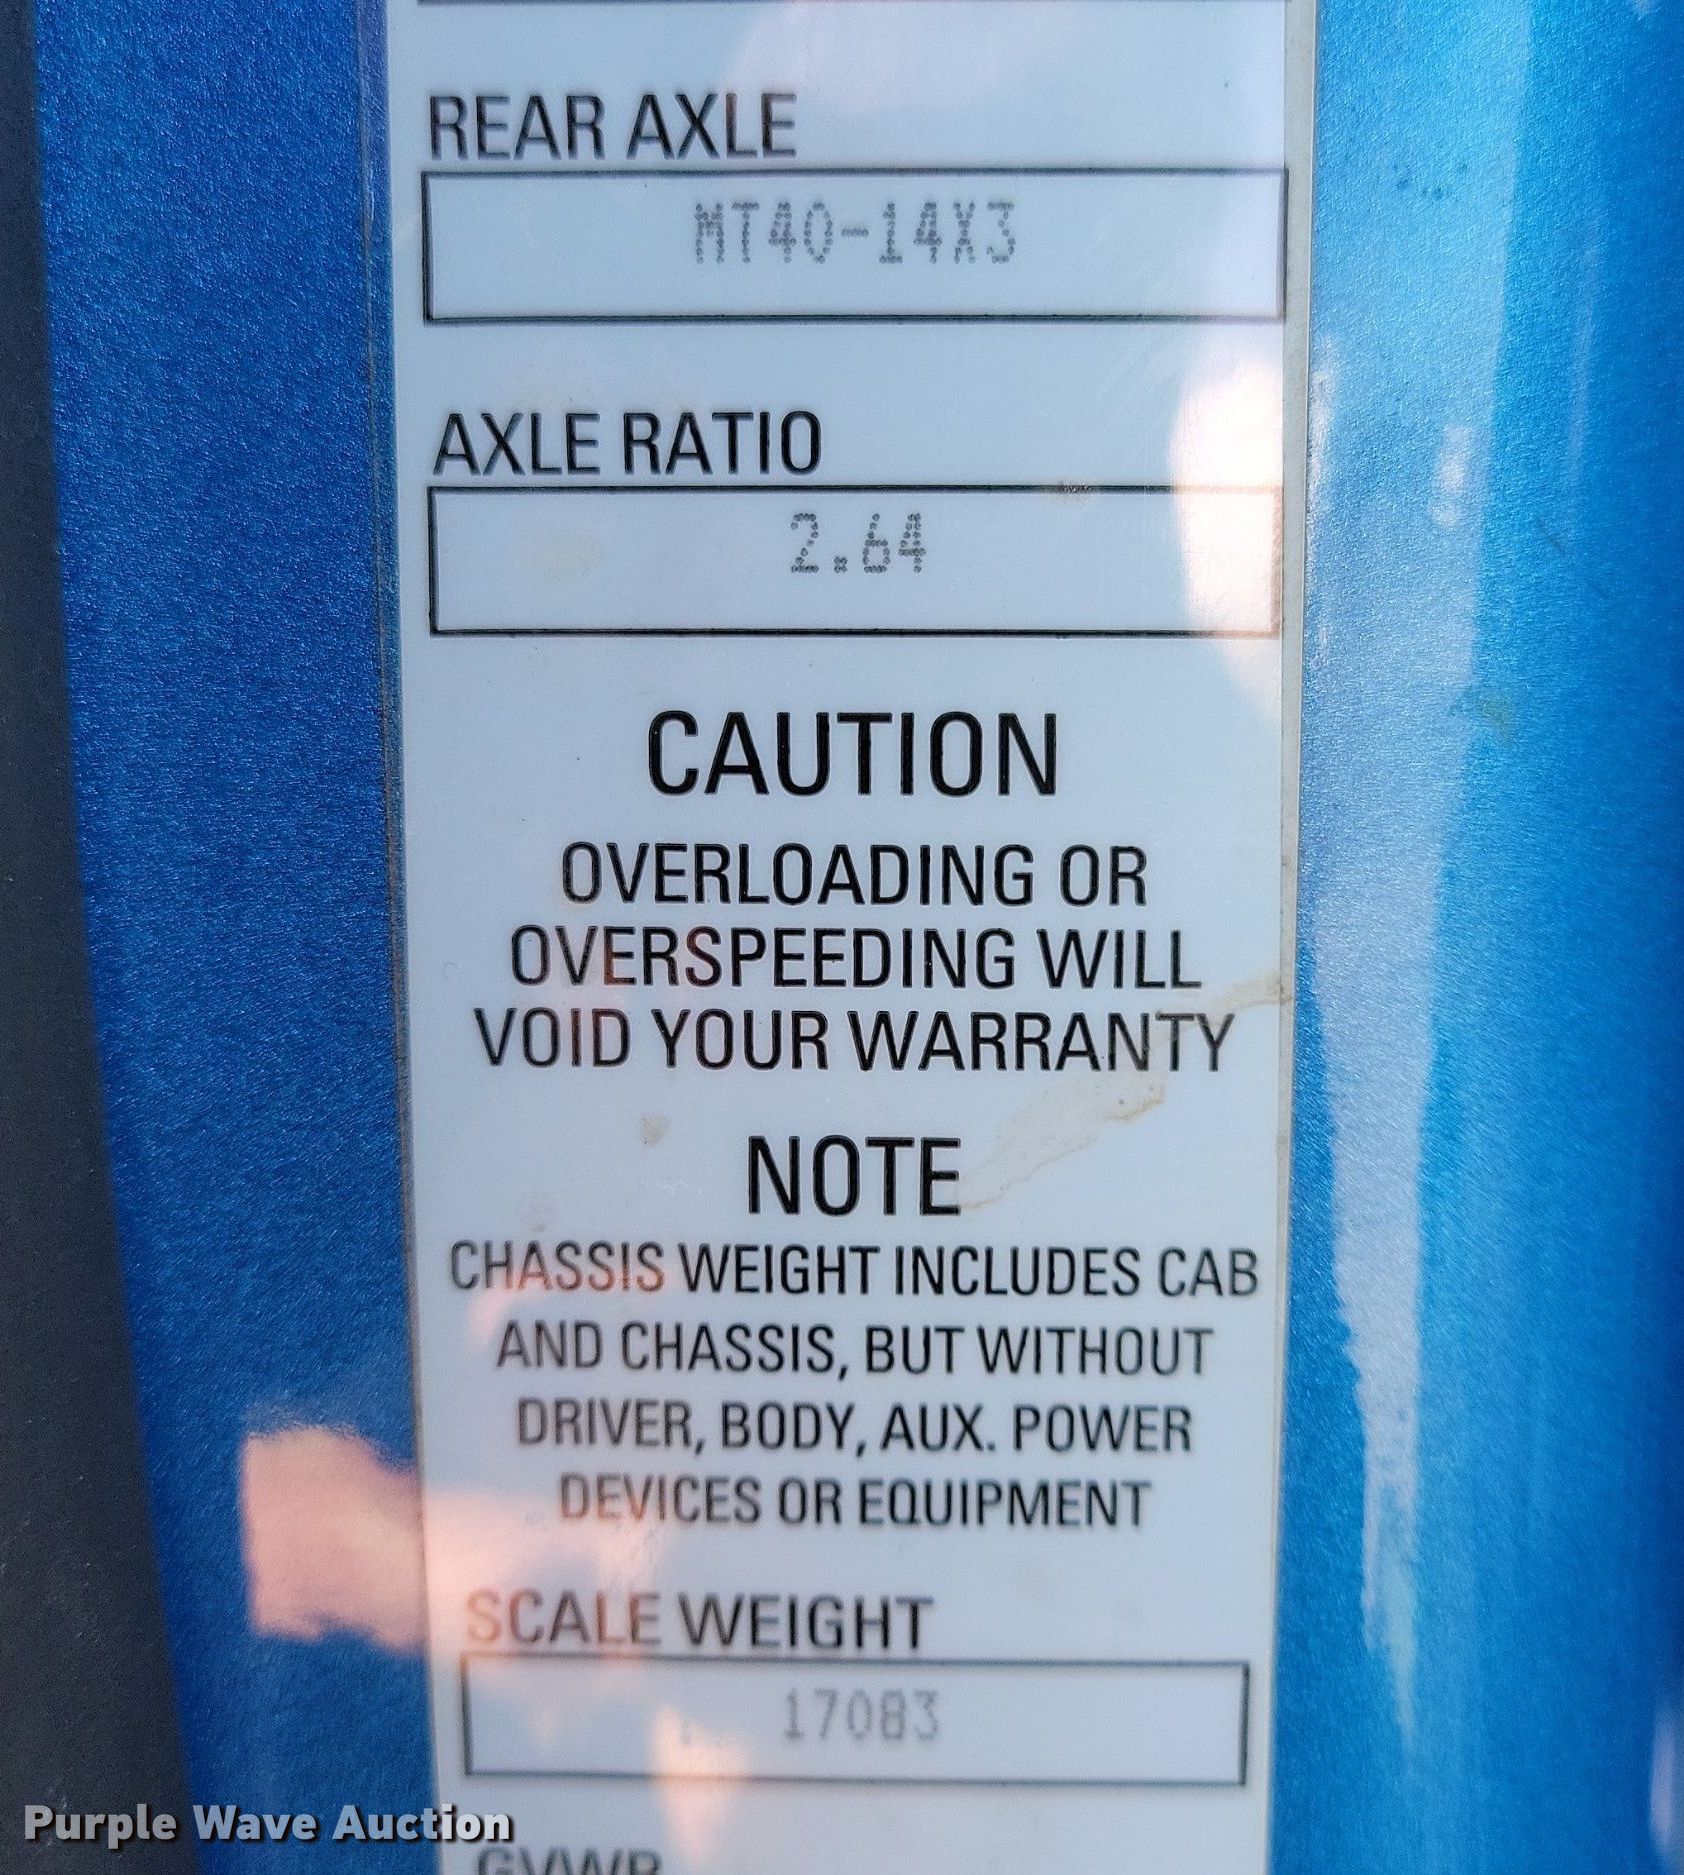 REAR AXLE
MT40-14X3
AXLE RATIO
2.64
CAUTION
OVERLOADING OR
OVERSPEEDING WILL
VOID YOUR WARRANTY
NOTE
CHASSIS WEIGHT INCLUDES CAB
AND CHASSIS, BUT WITHOUT
DRIVER, BODY, AUX. POWER
DEVICES OR EQUIPMENT
SCALE WEIGHT
17083
Purple Wave Auction
GVWR